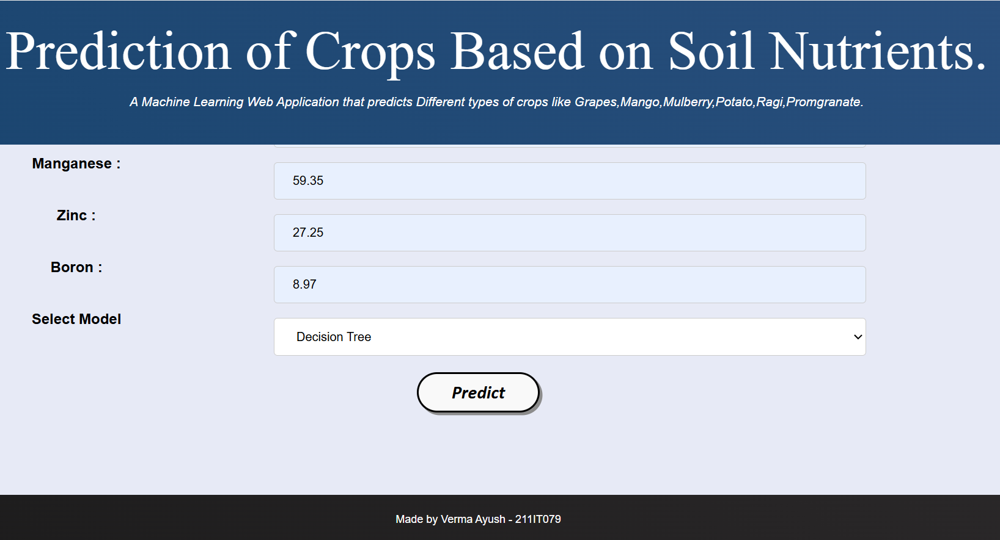 Prediction of Crops Based on Soil Nutrients.
A Machine Learning Web Application that predicts Different types of crops like Grapes,Mango,Mulberry,Potato,Ragi,Promgranate.
Manganese :
59.35
Zinc :
27.25
Boron :
8.97
Select Model
Decision Tree
Predict
Made by Verma Ayush - 211IT079